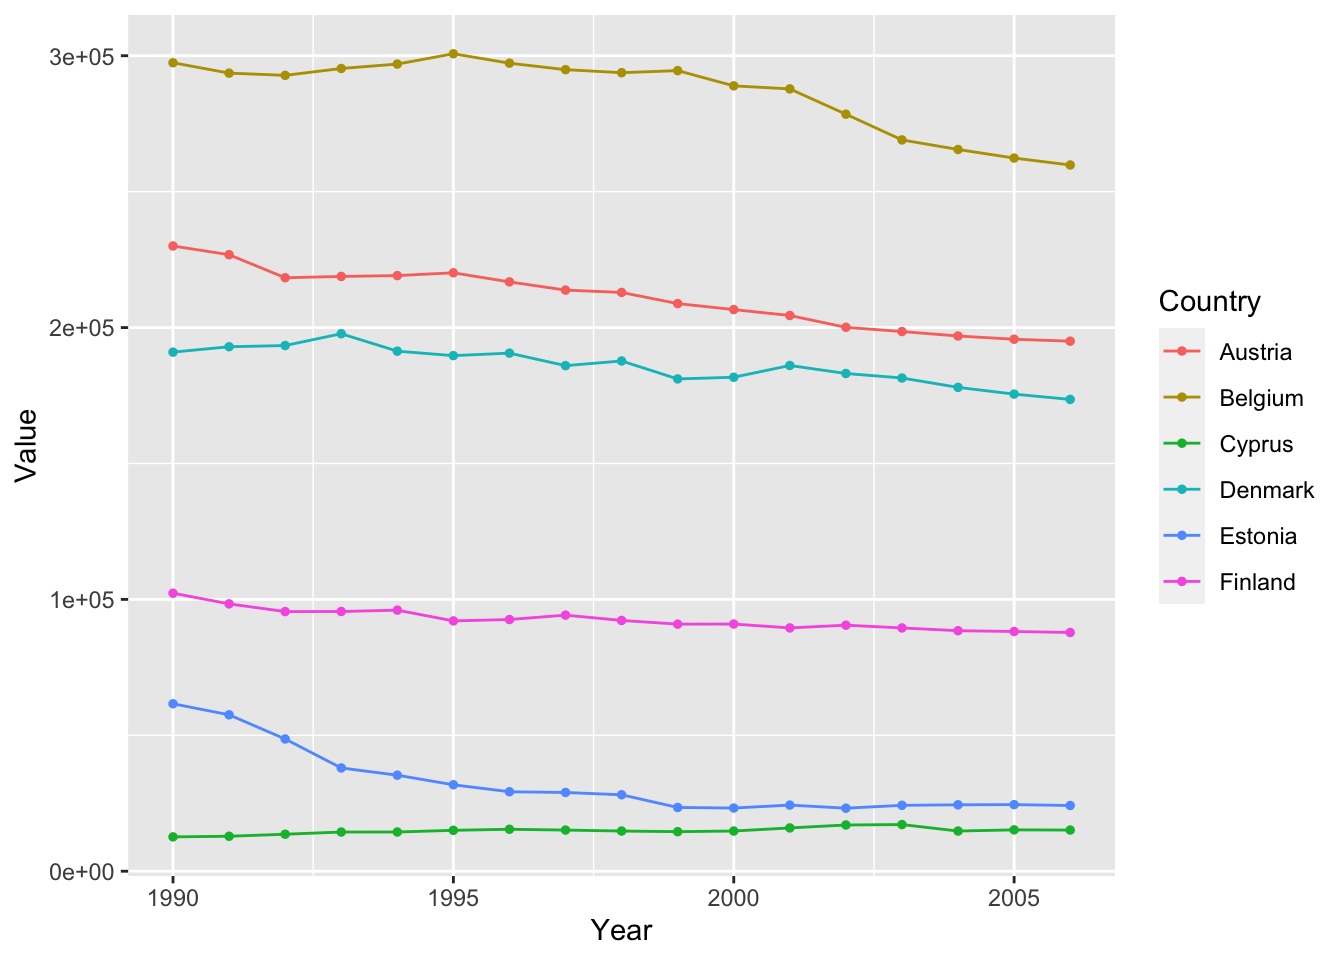 3e+05
2e+05
1e+05
0e+00
Value
1990
1995
2000
2005
Year
Country
Austria
Belgium
Cyprus
Denmark
Estonia
Finland